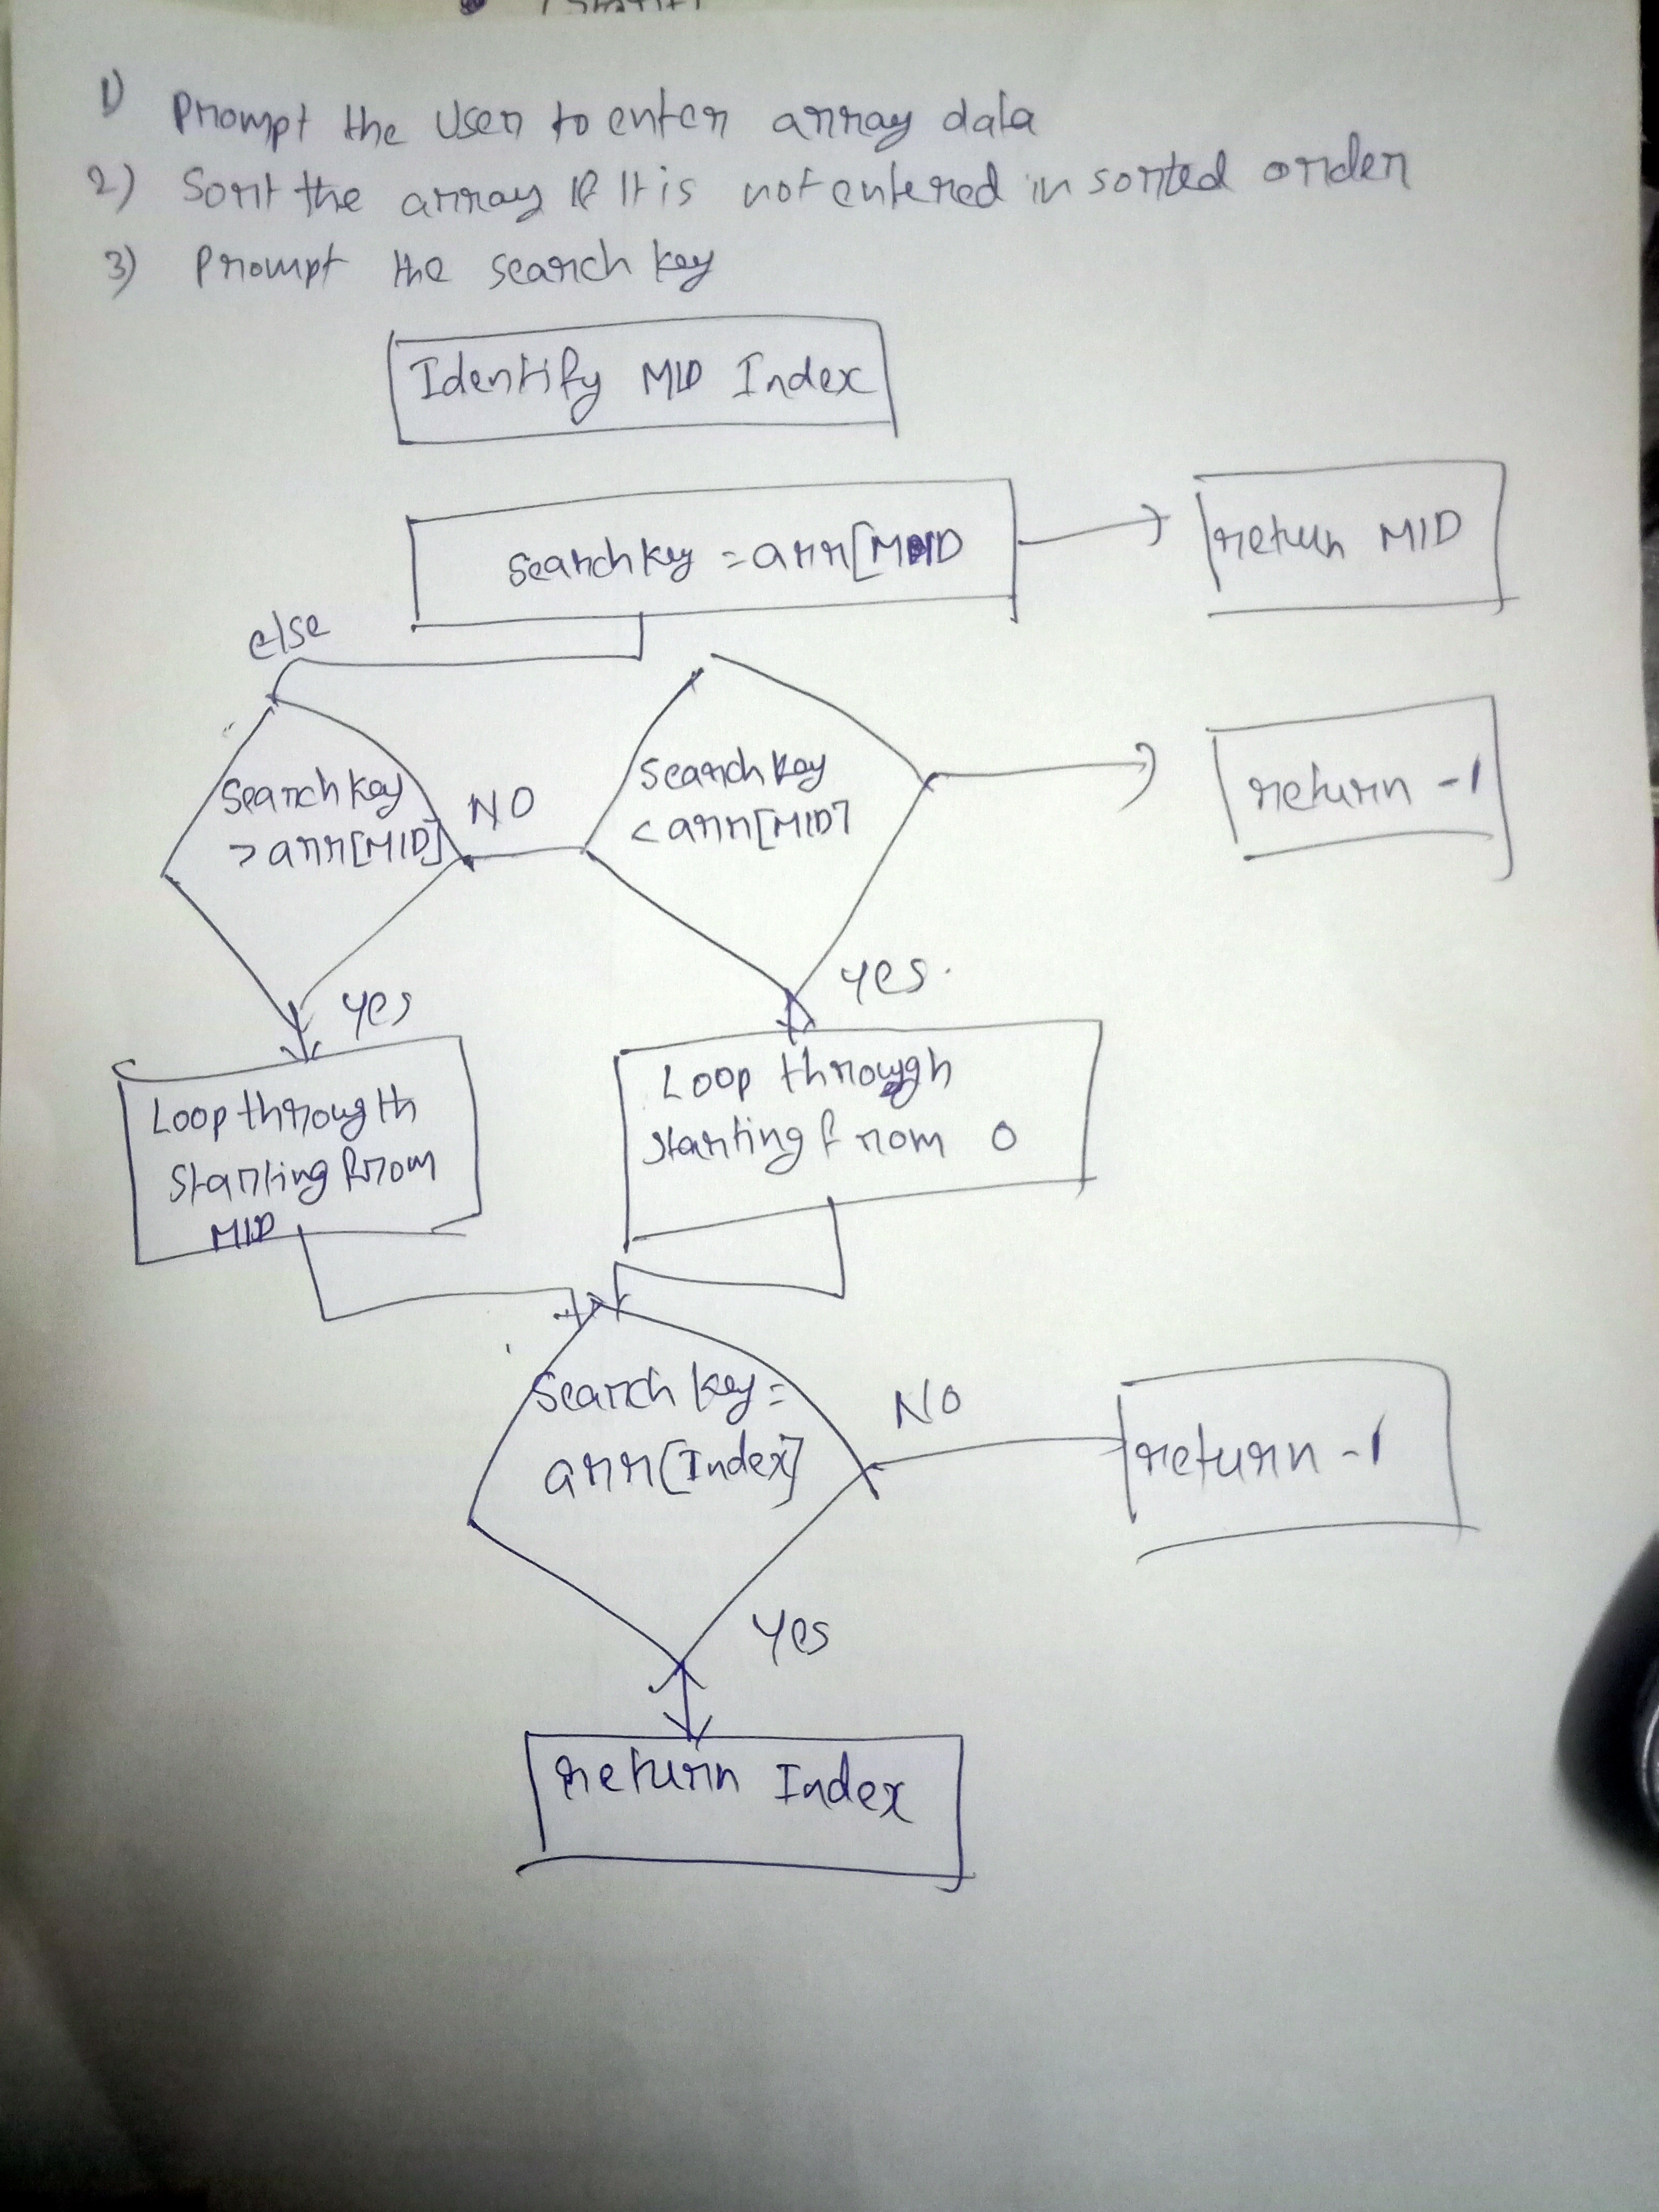 1) Prompt the User to enter array data
2) Sort the array if It is not entered in sorted order
3) Prompt the search key
Identify MID Index
Search key = arr[MID
return MID
else
Search key
> arr[MID]
NO
Search key
< arr[MID]
return -1
yes
yes.
Loop througth
Starting from
MID
Loop through
Starting from 0
Search key =
arr[Index]
NO
return -1
Yes
return Index